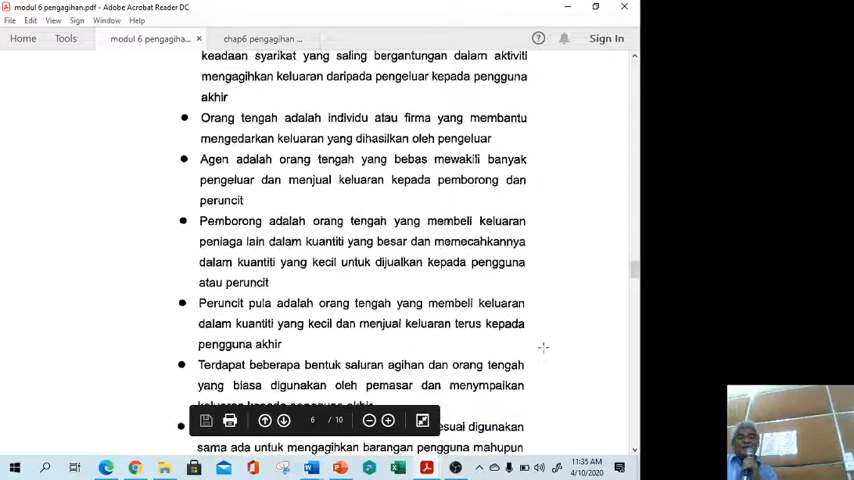 modul 6 pengagihan.pdf - Adobe Acrobat Reader DC
File Edit View Sign Window Help
Home Tools modul 6 pengagiha... × chap6 pengagihan ... Sign In
keadaan syarikat yang saling bergantungan dalam aktiviti
mengagihkan keluaran daripada pengeluar kepada pengguna
akhir
● Orang tengah adalah individu atau firma yang membantu
mengedarkan keluaran yang dihasilkan oleh pengeluar
● Agen adalah orang tengah yang bebas mewakili banyak
pengeluar dan menjual keluaran kepada pemborong dan
peruncit
● Pemborong adalah orang tengah yang membeli keluaran
peniaga lain dalam kuantiti yang besar dan memecahkannya
dalam kuantiti yang kecil untuk dijualkan kepada pengguna
atau peruncit
● Peruncit pula adalah orang tengah yang membeli keluaran
dalam kuantiti yang kecil dan menjual keluaran terus kepada
pengguna akhir
● Terdapat beberapa bentuk saluran agihan dan orang tengah
yang biasa digunakan oleh pemasar dan menympaikan
6 / 10
digunakan
sama ada untuk mengagihkan barangan pengguna mahupun
11:35 AM
4/10/2020